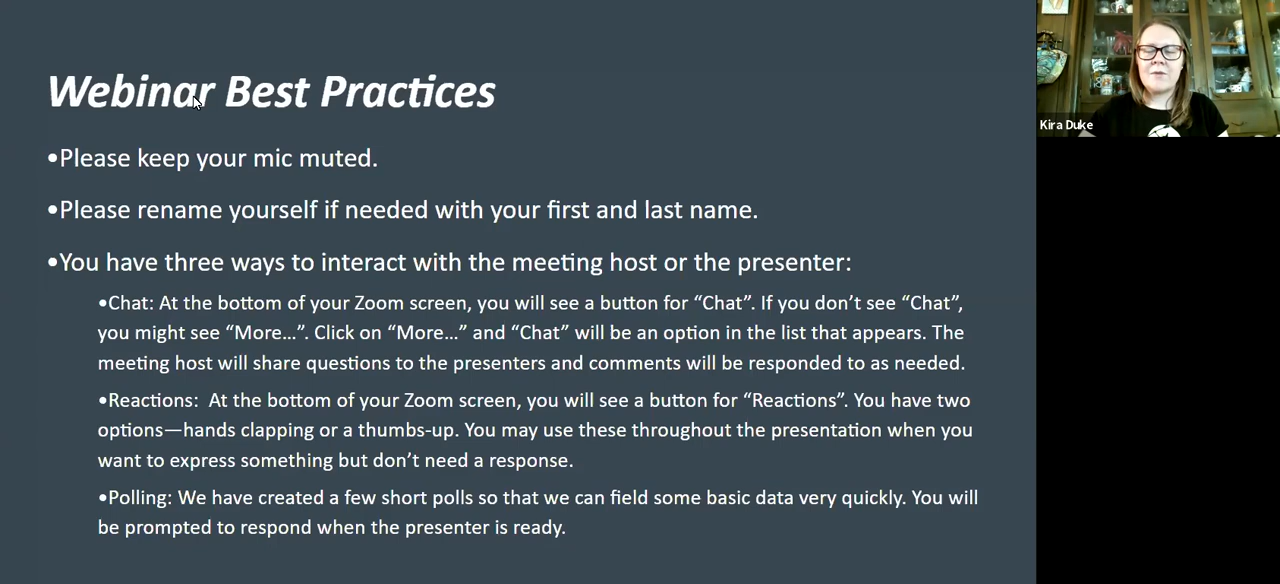 Webinar Best Practices
•Please keep your mic muted.
•Please rename yourself if needed with your first and last name.
•You have three ways to interact with the meeting host or the presenter:
•Chat: At the bottom of your Zoom screen, you will see a button for “Chat”. If you don’t see “Chat”,
you might see “More…”. Click on “More…” and “Chat” will be an option in the list that appears. The
meeting host will share questions to the presenters and comments will be responded to as needed.
•Reactions:  At the bottom of your Zoom screen, you will see a button for “Reactions”. You have two
options—hands clapping or a thumbs-up. You may use these throughout the presentation when you
want to express something but don’t need a response.
•Polling: We have created a few short polls so that we can field some basic data very quickly. You will
be prompted to respond when the presenter is ready.
Kira Duke